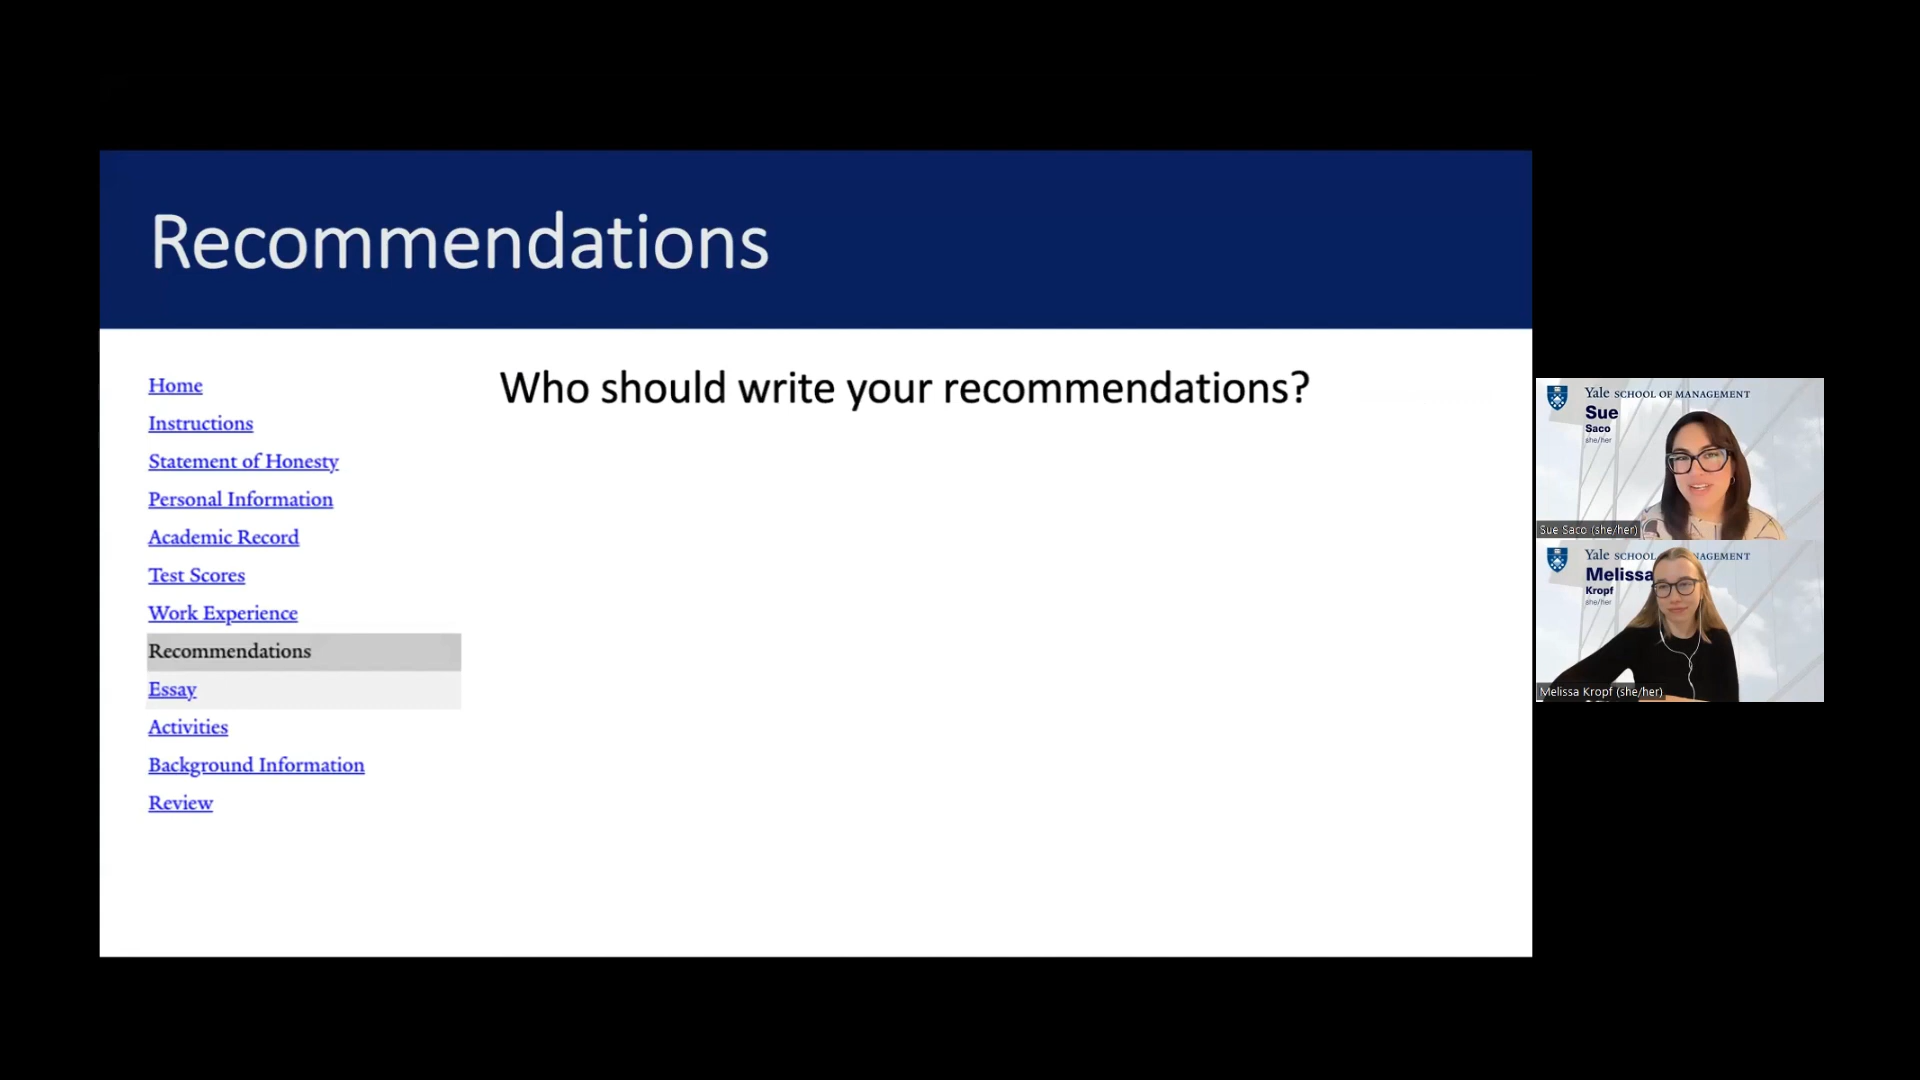 Recommendations
Home
Instructions
Statement of Honesty
Personal Information
Academic Record
Test Scores
Work Experience
Recommendations
Essay
Activities
Background Information
Review
Who should write your recommendations?
Yale SCHOOL OF MANAGEMENT
Sue
Saco
she/her
Sue Saco (she/her)
Yale SCHOOL NAGEMENT
Melissa
Kropf
she/her
Melissa Kropf (she/her)